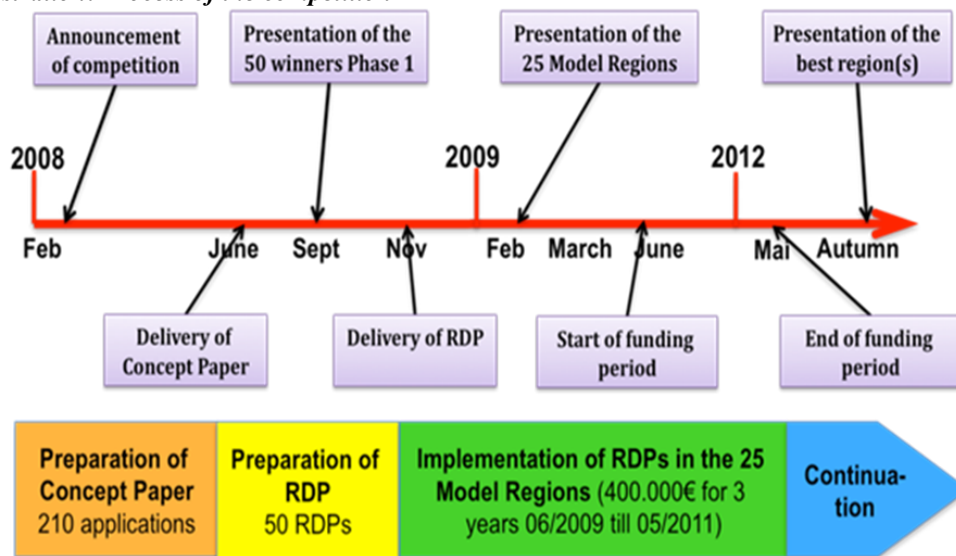 Announcement
of competition
Presentation of the
50 winners Phase 1
Presentation of the
25 Model Regions
Presentation of the
best region(s)
2008
2009
2012
Feb
June
Sept
Nov
Feb
March
June
Mai
Autumn
Delivery of
Concept Paper
Delivery of RDP
Start of funding
period
End of funding
period
Preparation of
Concept Paper
210 applications
Preparation of
RDP
50 RDPs
Implementation of RDPs in the 25
Model Regions (400.000€ for 3
years 06/2009 till 05/2011)
Continua-
tion